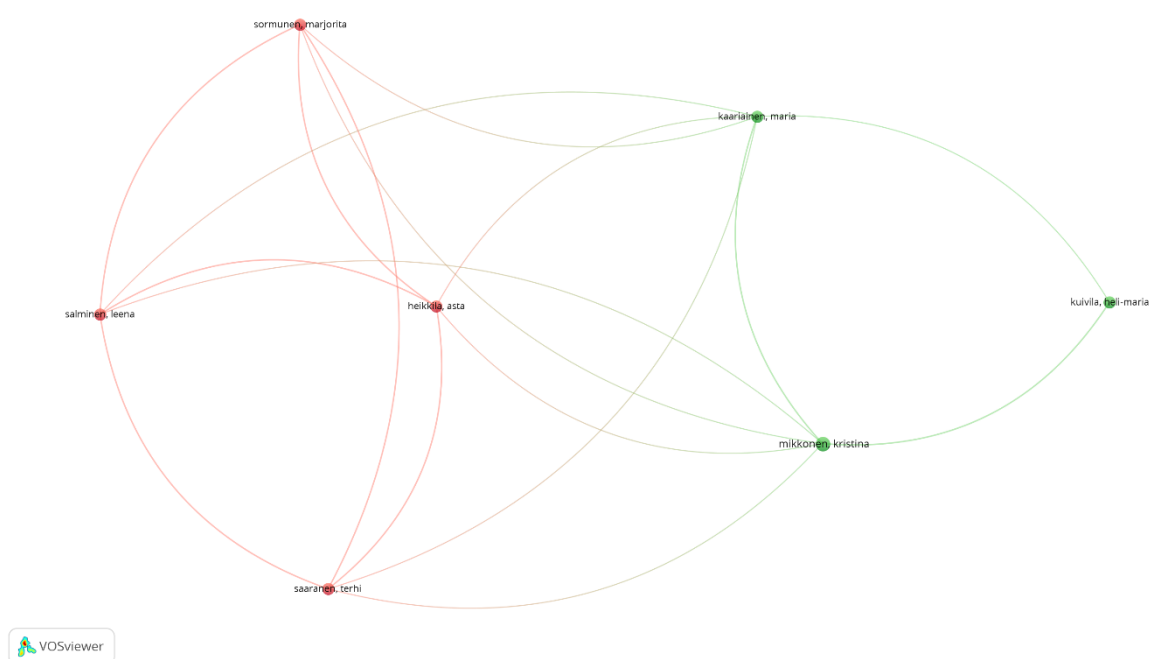 sormunen, marjorita
kaariainen, maria
kuivila, heli-maria
heikkila, asta
salminen, leena
mikkonen, kristina
saaranen, terhi
VOSviewer